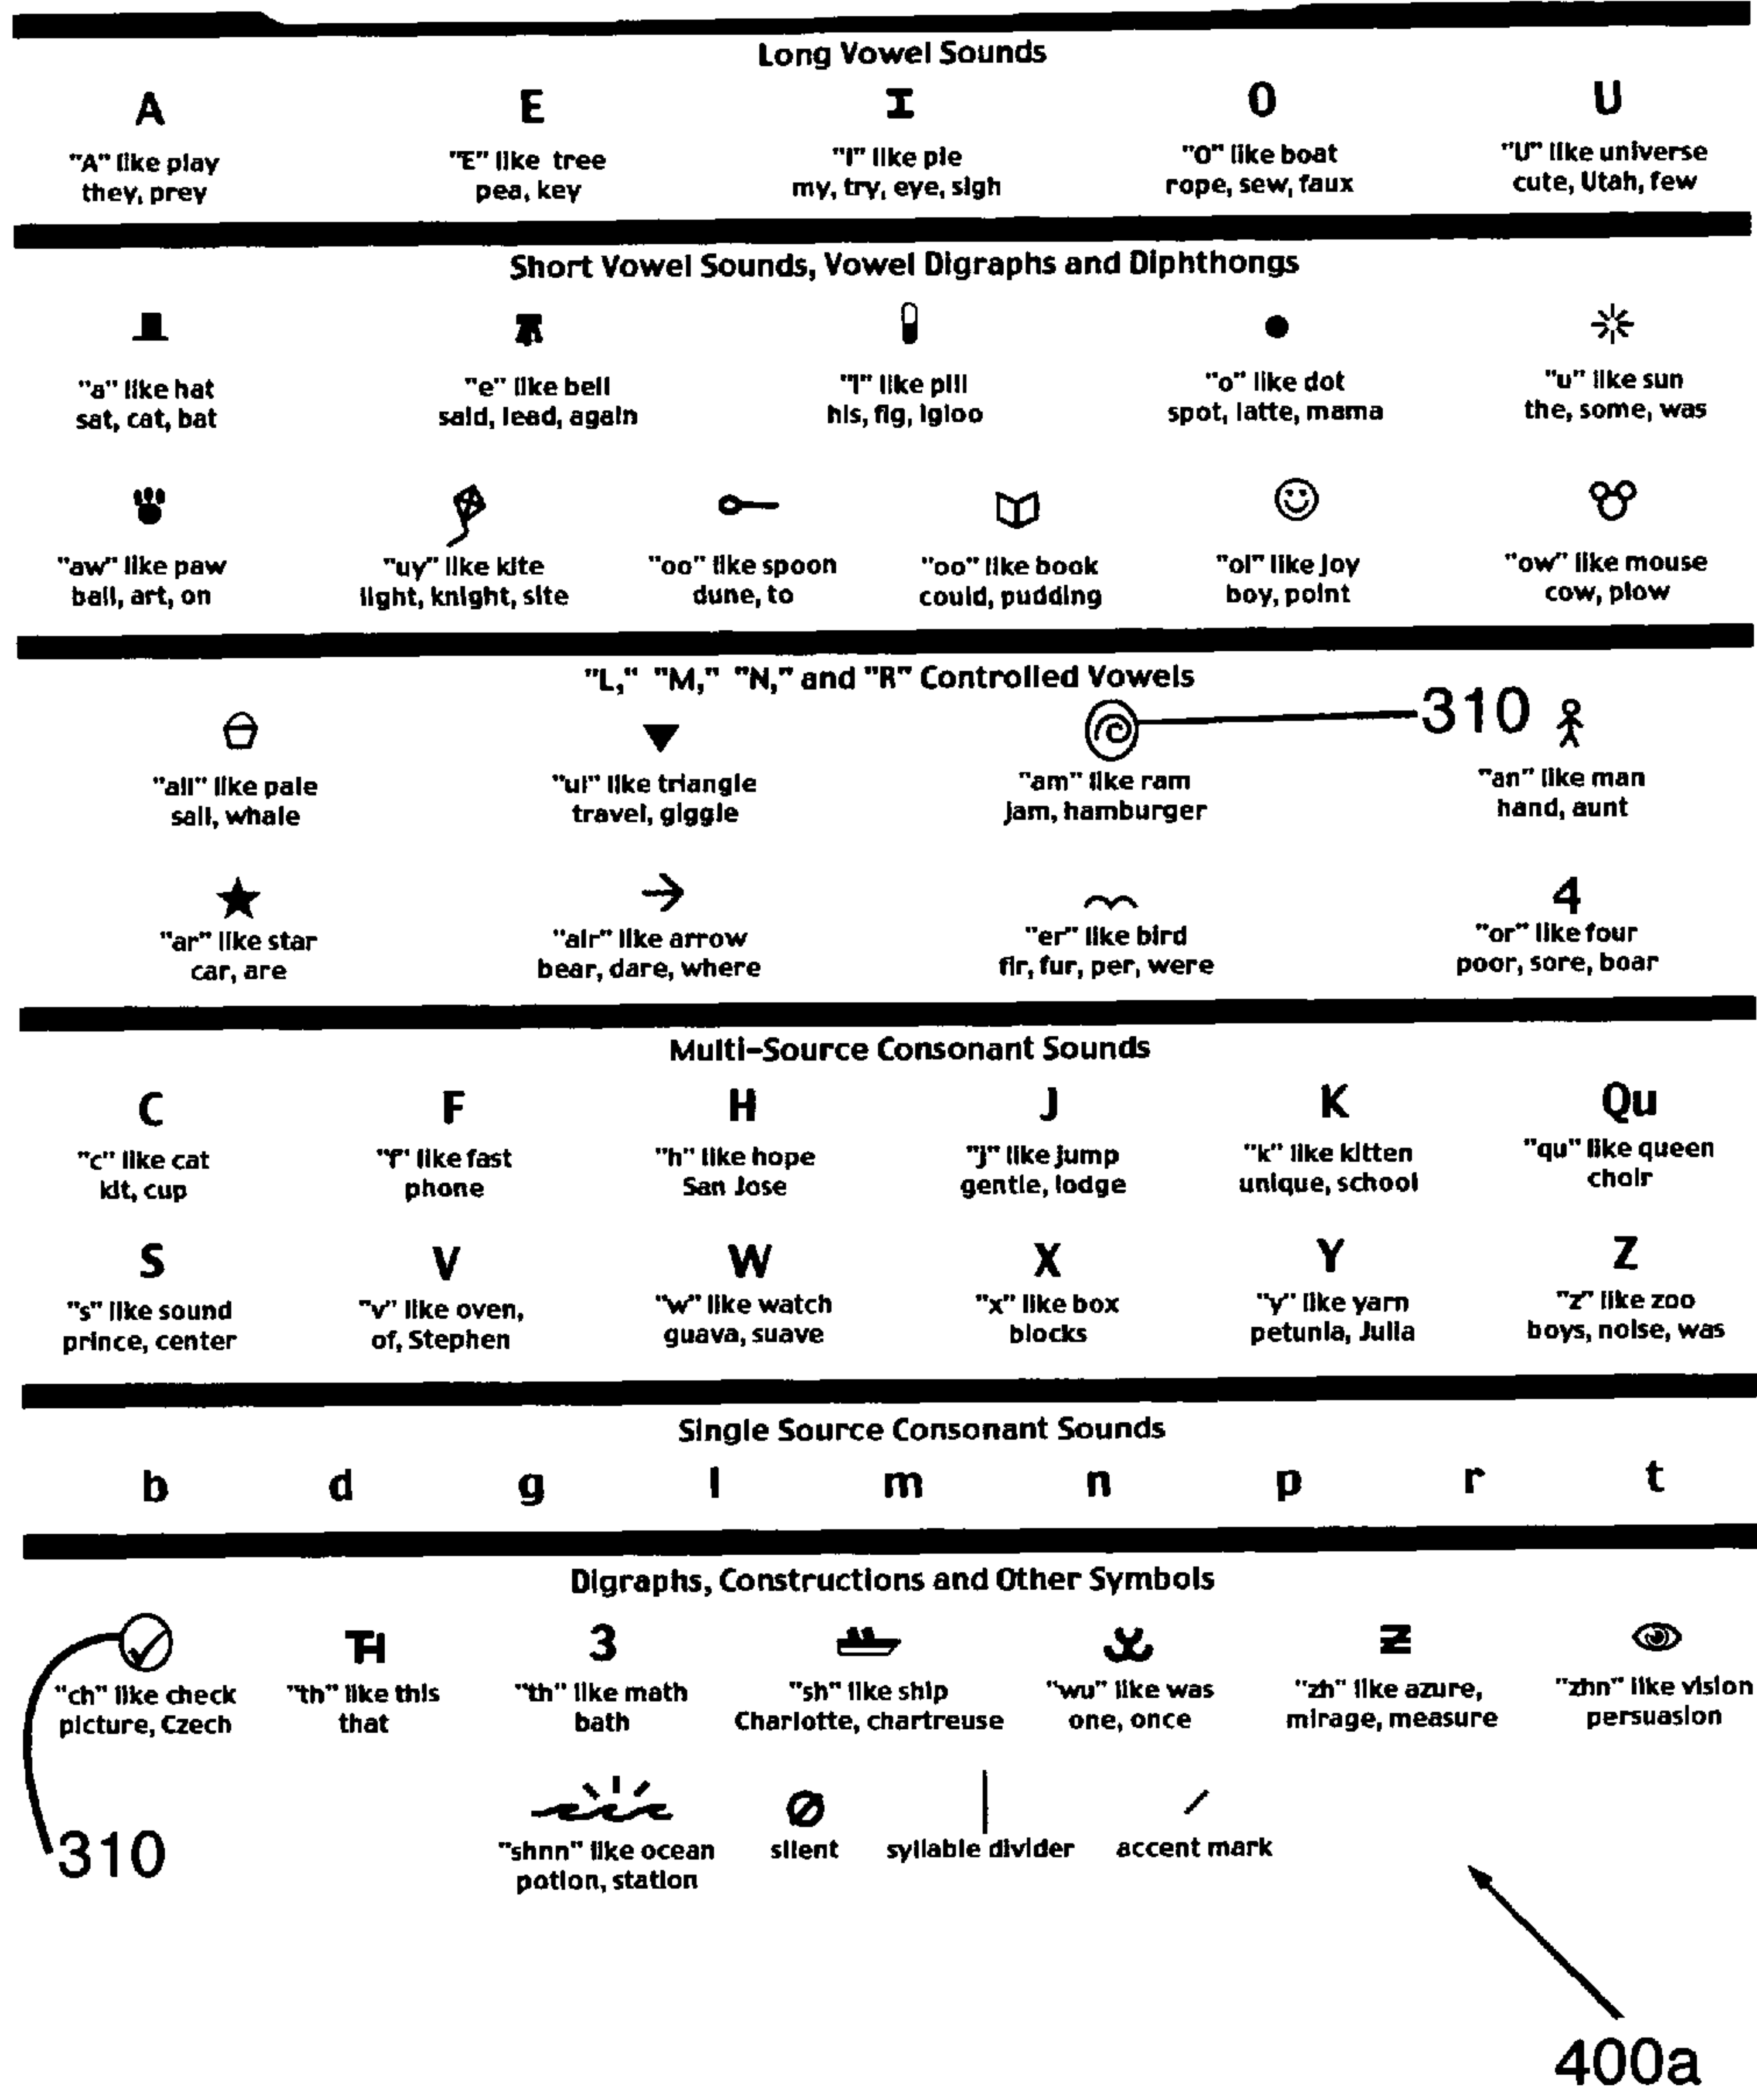 Long Vowel Sounds
A E I O U
"A" like play "E" like tree "I" like pie "O" like boat "U" like universe
they, prey pea, key my, try, eye, sigh rope, sew, faux cute, Utah, few
Short Vowel Sounds, Vowel Digraphs and Diphthongs
"a" like hat "e" like bell "i" like pill "o" like dot "u" like sun
sat, cat, bat said, lead, again his, fig, igloo spot, latte, mama the, some, was
"aw" like paw "uy" like kite "oo" like spoon "oo" like book "oi" like joy "ow" like mouse
ball, art, on light, knight, site dune, to could, pudding boy, point cow, plow
"L," "M," "N," and "R" Controlled Vowels
310
"ail" like pale "ul" like triangle "am" like ram "an" like man
sail, whale travel, giggle jam, hamburger hand, aunt
4
"ar" like star "air" like arrow "er" like bird "or" like four
car, are bear, dare, where fir, fur, per, were poor, sore, boar
Multi-Source Consonant Sounds
C F H J K Qu
"c" like cat "f" like fast "h" like hope "j" like jump "k" like kitten "qu" like queen
kit, cup phone San Jose gentle, lodge unique, school choir
S V W X Y Z
"s" like sound "v" like oven, "w" like watch "x" like box "y" like yarn "z" like zoo
prince, center of, Stephen guava, suave blocks petunia, Julia boys, noise, was
Single Source Consonant Sounds
b d g l m n p r t
Digraphs, Constructions and Other Symbols
TH 3
"ch" like check "th" like this "th" like math "sh" like ship "wu" like was "zh" like azure, "zhn" like vision
picture, Czech that bath Charlotte, chartreuse one, once mirage, measure persuasion
310
"shnn" like ocean silent syllable divider accent mark
potion, station
400a